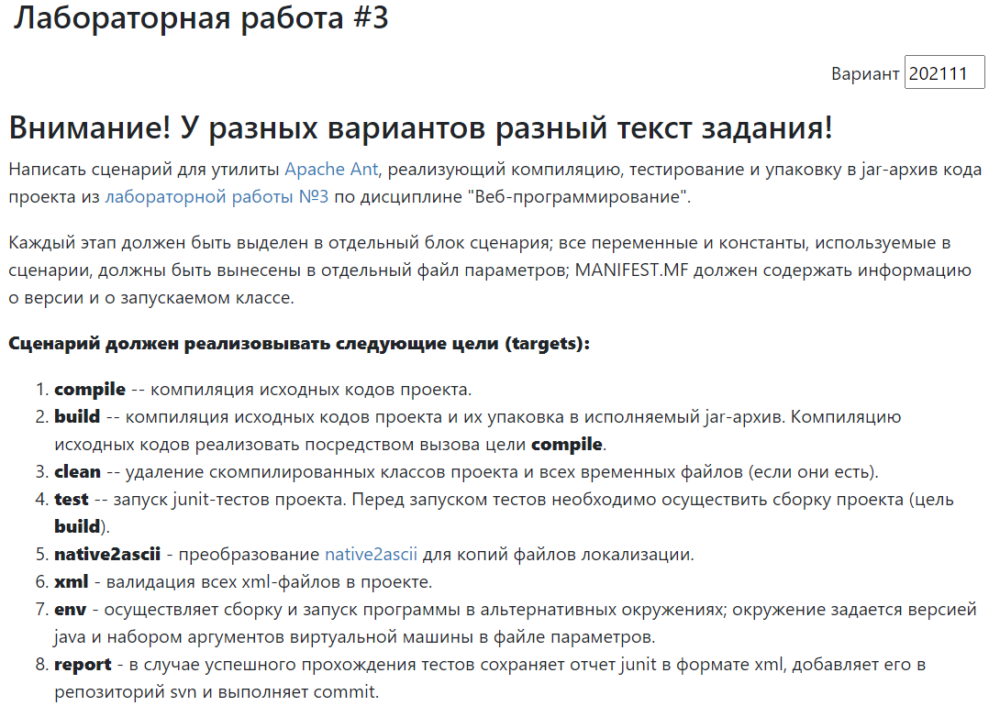 Лабораторная работа #3
Вариант 202111
Внимание! У разных вариантов разный текст задания!
Написать сценарий для утилиты Apache Ant, реализующий компиляцию, тестирование и упаковку в jar-архив кода
проекта из лабораторной работы №3 по дисциплине "Веб-программирование".
Каждый этап должен быть выделен в отдельный блок сценария; все переменные и константы, используемые в
сценарии, должны быть вынесены в отдельный файл параметров; MANIFEST.MF должен содержать информацию
о версии и о запускаемом классе.
Сценарий должен реализовывать следующие цели (targets):
1. compile -- компиляция исходных кодов проекта.
2. build -- компиляция исходных кодов проекта и их упаковка в исполняемый jar-архив. Компиляцию
исходных кодов реализовать посредством вызова цели compile.
3. clean -- удаление скомпилированных классов проекта и всех временных файлов (если они есть).
4. test -- запуск junit-тестов проекта. Перед запуском тестов необходимо осуществить сборку проекта (цель
build).
5. native2ascii - преобразование native2ascii для копий файлов локализации.
6. xml - валидация всех xml-файлов в проекте.
7. env - осуществляет сборку и запуск программы в альтернативных окружениях; окружение задается версией
java и набором аргументов виртуальной машины в файле параметров.
8. report - в случае успешного прохождения тестов сохраняет отчет junit в формате xml, добавляет его в
репозиторий svn и выполняет commit.